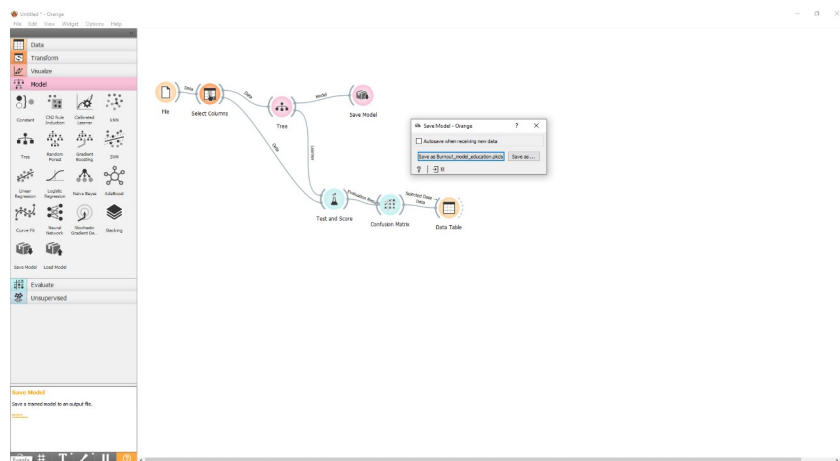 Untitled * - Orange
File Edit View Widget Options Help
Data
Transform
Visualize
Model
Constant
CN2 Rule Induction
Calibrated Learner
kNN
Tree
Random Forest
Gradient Boosting
SVM
Linear Regression
Logistic Regression
Naive Bayes
AdaBoost
Curve Fit
Neural Network
Stochastic Gradient De...
Stacking
Save Model
Load Model
Evaluate
Unsupervised
Save Model
Save a trained model to an output file.
File
Data
Select Columns
Data
Tree
Model
Save Model
Data
Learner
Test and Score
Confusion Matrix
Selected Data → Data
Data Table
Save Model - Orange
Autosave when receiving new data
Save as Burnout_model_education.pkcls
Save as ...